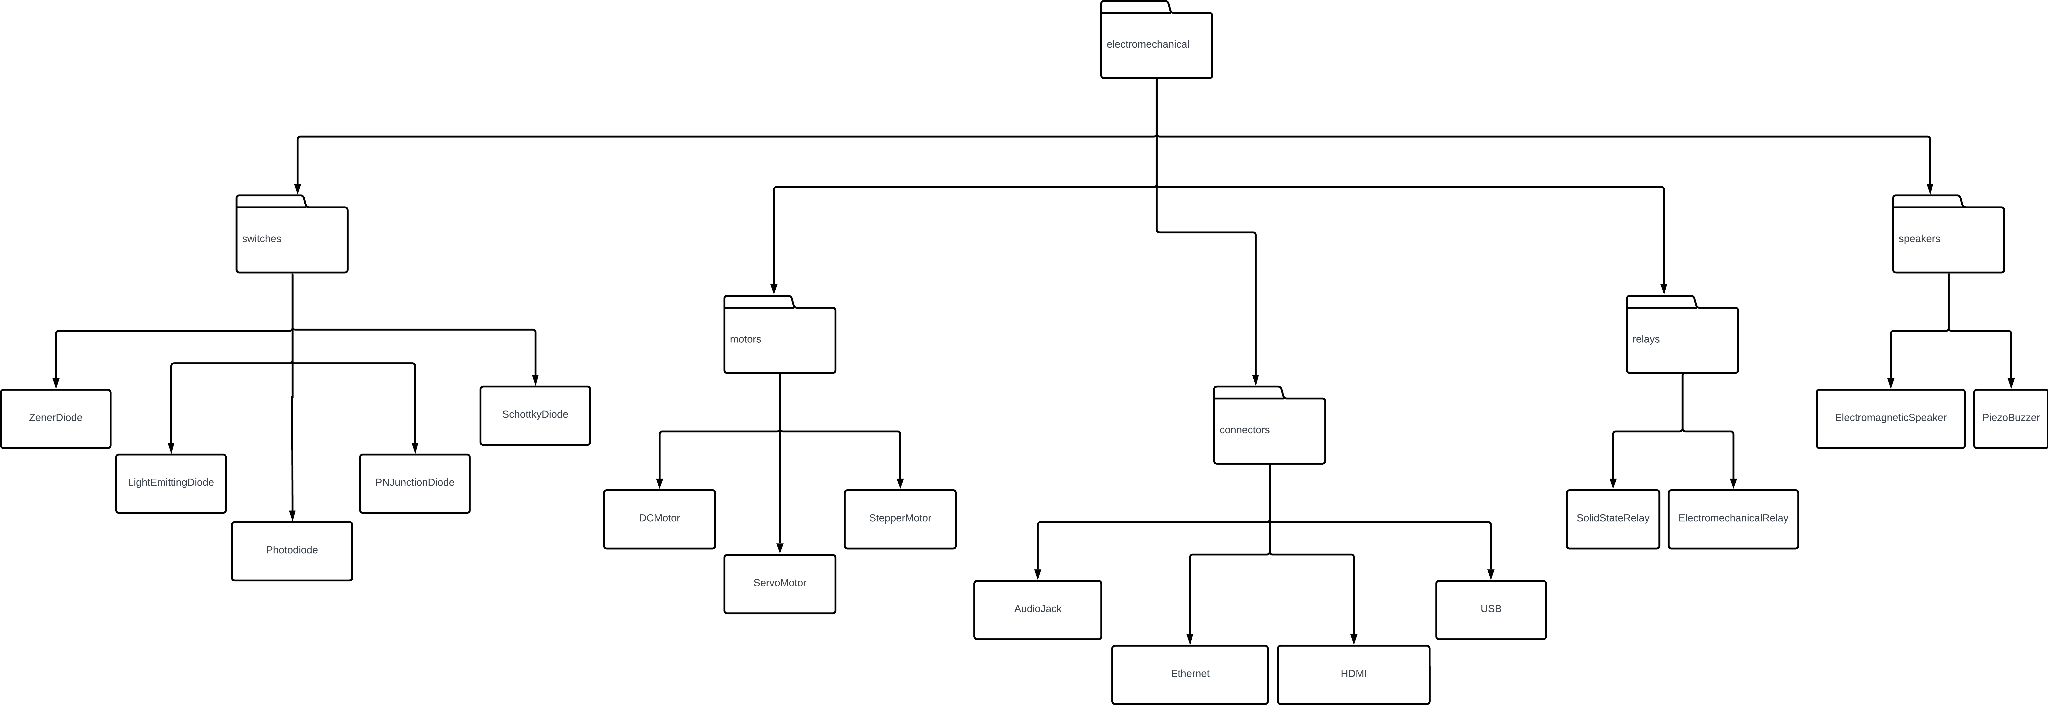 electromechanical
switches
speakers
motors
relays
connectors
ZenerDiode
SchottkyDiode
LightEmittingDiode
PNJunctionDiode
Photodiode
DCMotor
StepperMotor
ServoMotor
AudioJack
USB
Ethernet
HDMI
SolidStateRelay
ElectromechanicalRelay
ElectromagneticSpeaker
PiezoBuzzer